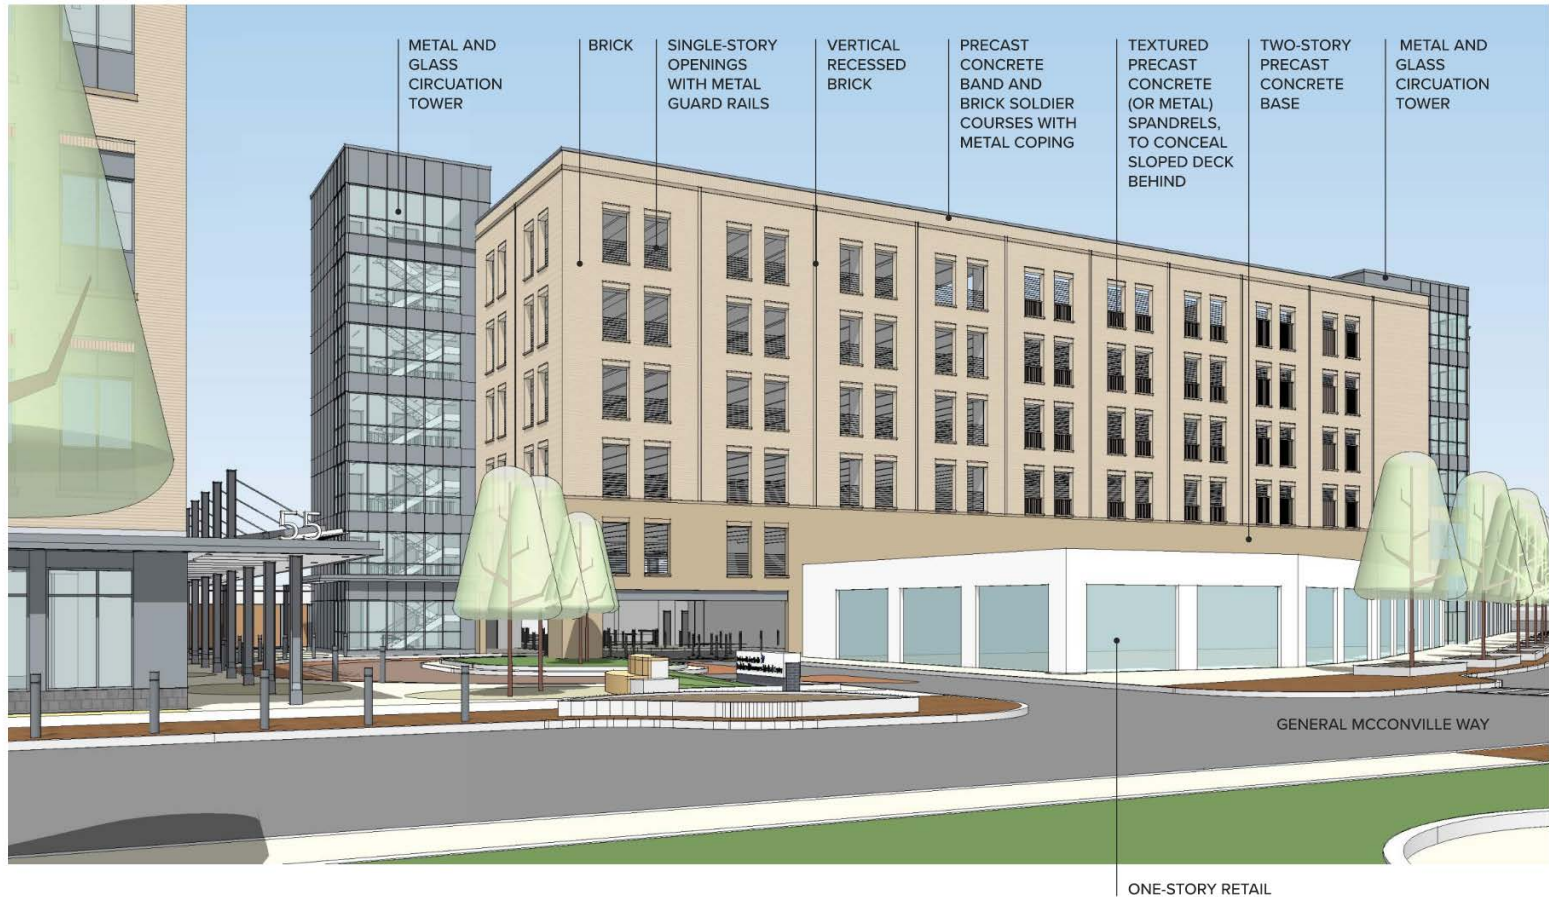 METAL AND
GLASS
CIRCUATION
TOWER
BRICK
SINGLE-STORY
OPENINGS
WITH METAL
GUARD RAILS
VERTICAL
RECESSED
BRICK
PRECAST
CONCRETE
BAND AND
BRICK SOLDIER
COURSES WITH
METAL COPING
TEXTURED
PRECAST
CONCRETE
(OR METAL)
SPANDRELS,
TO CONCEAL
SLOPED DECK
BEHIND
TWO-STORY
PRECAST
CONCRETE
BASE
METAL AND
GLASS
CIRCUATION
TOWER
55
GENERAL MCCONVILLE WAY
ONE-STORY RETAIL